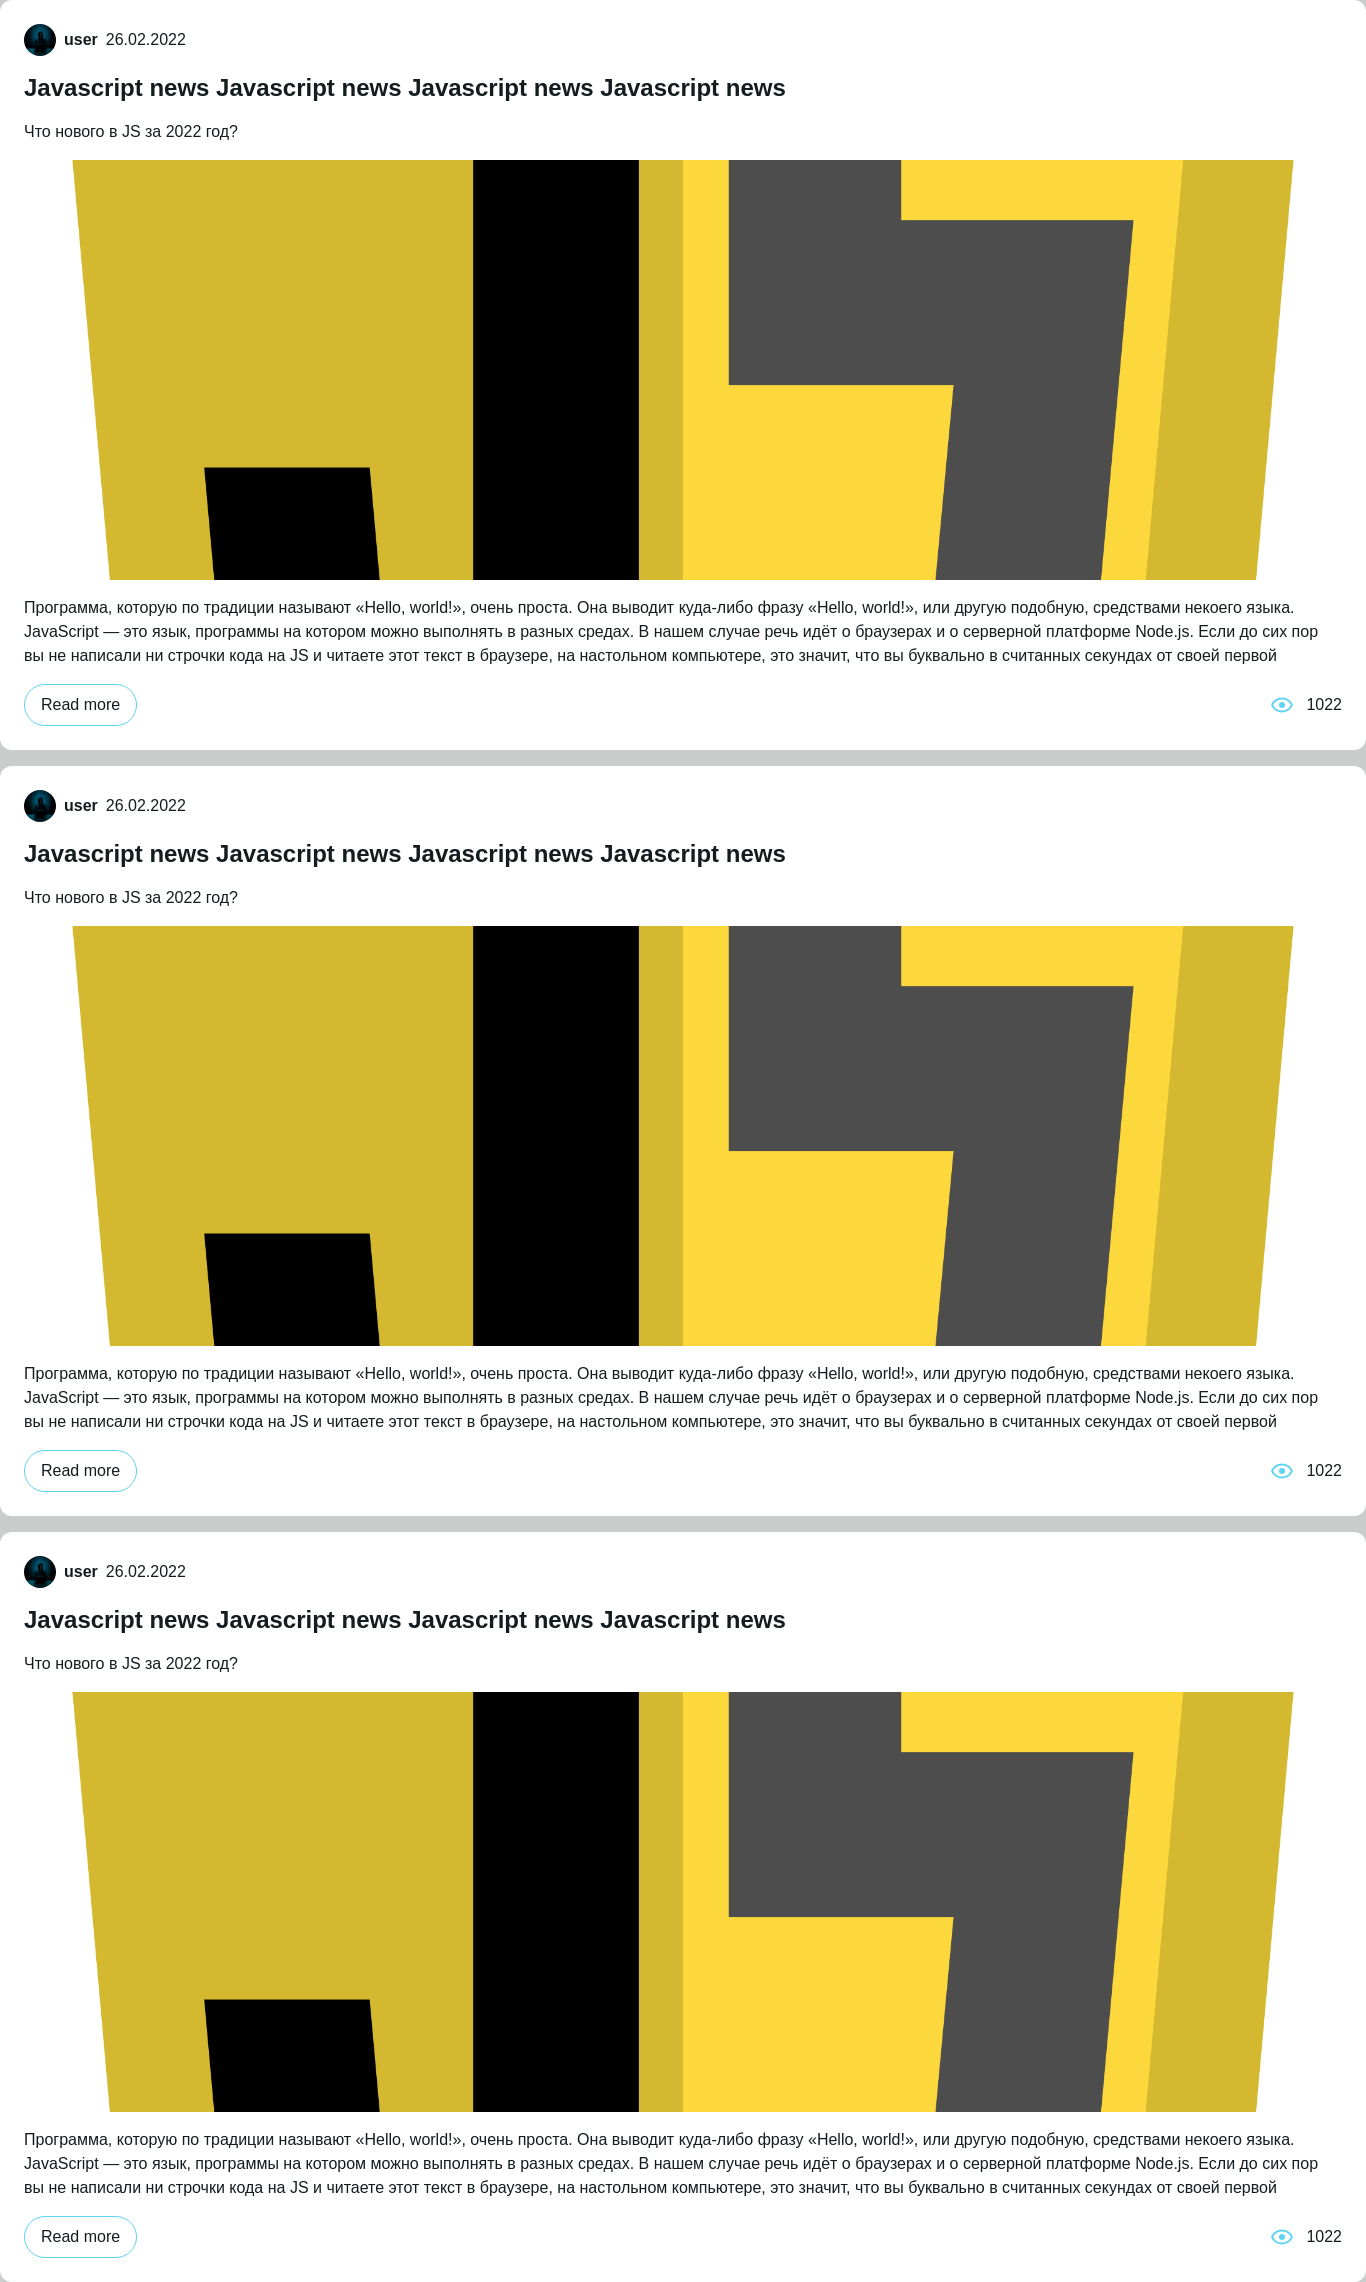 user 26.02.2022
Javascript news Javascript news Javascript news Javascript news
Что нового в JS за 2022 год?
Программа, которую по традиции называют «Hello, world!», очень проста. Она выводит куда-либо фразу «Hello, world!», или другую подобную, средствами некоего языка.
JavaScript — это язык, программы на котором можно выполнять в разных средах. В нашем случае речь идёт о браузерах и о серверной платформе Node.js. Если до сих пор
вы не написали ни строчки кода на JS и читаете этот текст в браузере, на настольном компьютере, это значит, что вы буквально в считанных секундах от своей первой
Read more 1022
user 26.02.2022
Javascript news Javascript news Javascript news Javascript news
Что нового в JS за 2022 год?
Программа, которую по традиции называют «Hello, world!», очень проста. Она выводит куда-либо фразу «Hello, world!», или другую подобную, средствами некоего языка.
JavaScript — это язык, программы на котором можно выполнять в разных средах. В нашем случае речь идёт о браузерах и о серверной платформе Node.js. Если до сих пор
вы не написали ни строчки кода на JS и читаете этот текст в браузере, на настольном компьютере, это значит, что вы буквально в считанных секундах от своей первой
Read more 1022
user 26.02.2022
Javascript news Javascript news Javascript news Javascript news
Что нового в JS за 2022 год?
Программа, которую по традиции называют «Hello, world!», очень проста. Она выводит куда-либо фразу «Hello, world!», или другую подобную, средствами некоего языка.
JavaScript — это язык, программы на котором можно выполнять в разных средах. В нашем случае речь идёт о браузерах и о серверной платформе Node.js. Если до сих пор
вы не написали ни строчки кода на JS и читаете этот текст в браузере, на настольном компьютере, это значит, что вы буквально в считанных секундах от своей первой
Read more 1022